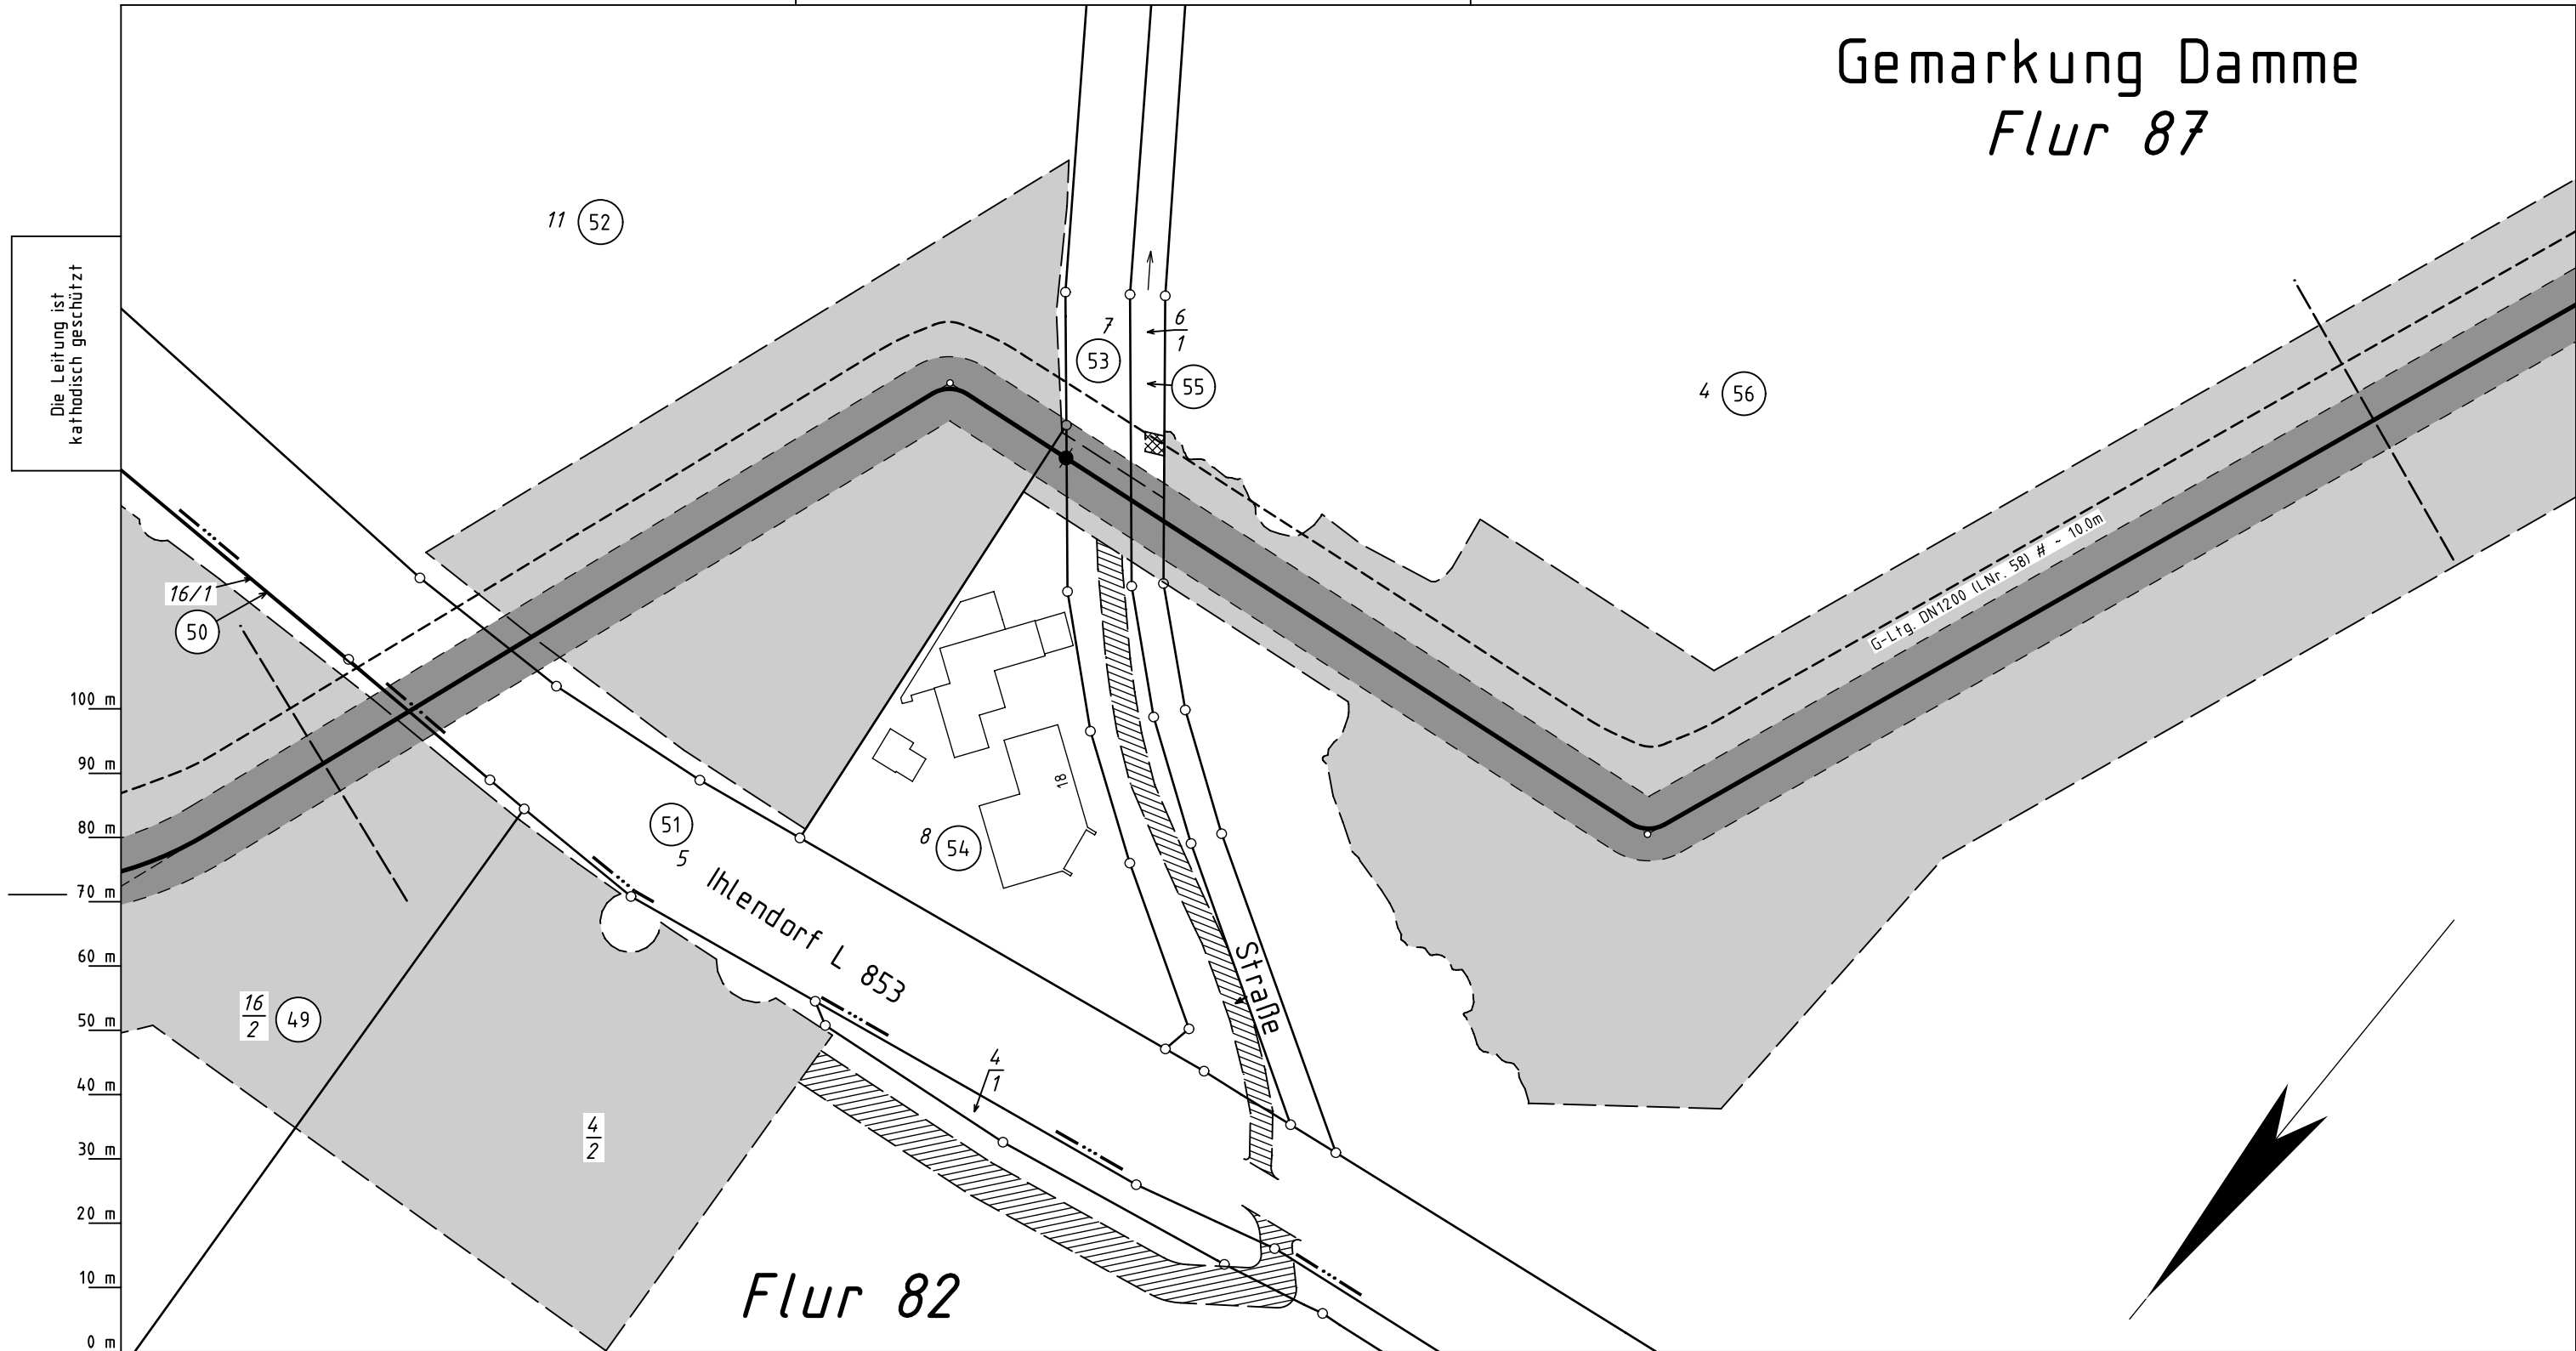 Gemarkung Damme
Flur 87
11 52
Die Leitung ist
kathodisch geschützt
7
53
6
1
55
4 56
G-Ltg. DN1200 (LNr. 58) # ~ 10.0m
16/1
50
100 m
90 m
80 m
70 m
60 m
50 m
40 m
30 m
20 m
10 m
0 m
51
5
Ihlendorf L 853
8 54
18
Straße
16
2
49
4
1
4
2
Flur 82